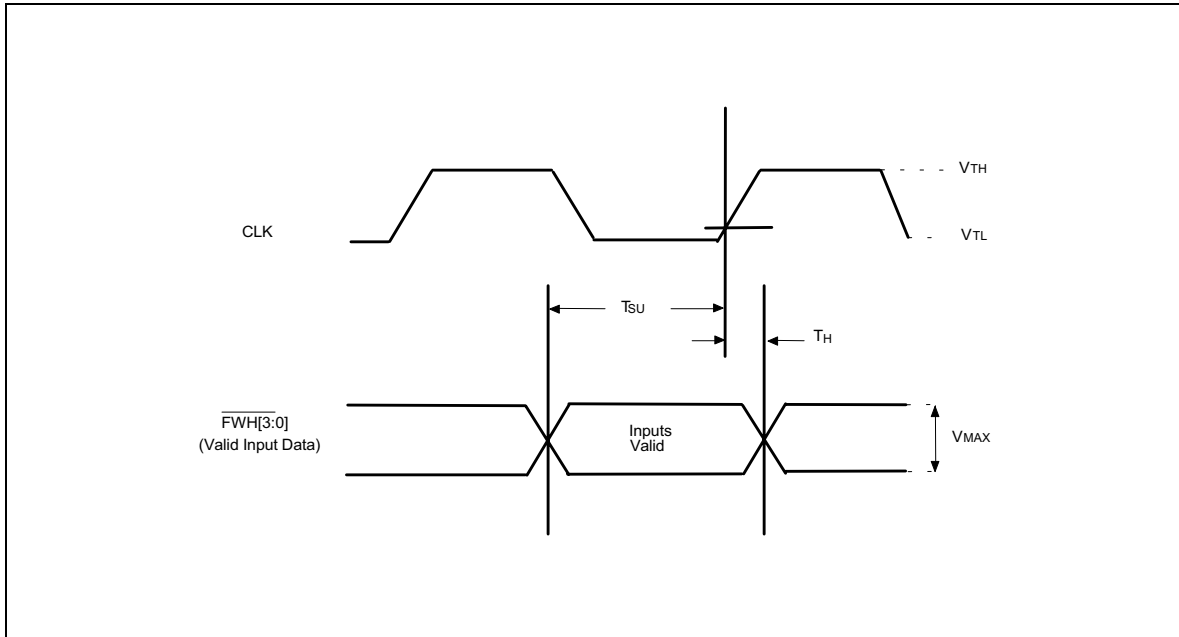 VTH
CLK
VTL
TSU
TH
FWH[3:0]
(Valid Input Data)
Inputs
Valid
VMAX